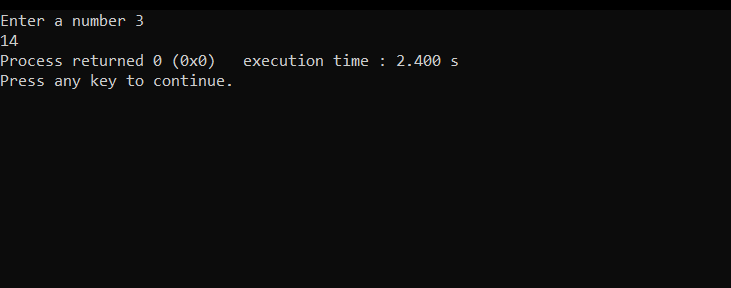 Enter a number 3
14
Process returned 0 (0x0)   execution time : 2.400 s
Press any key to continue.